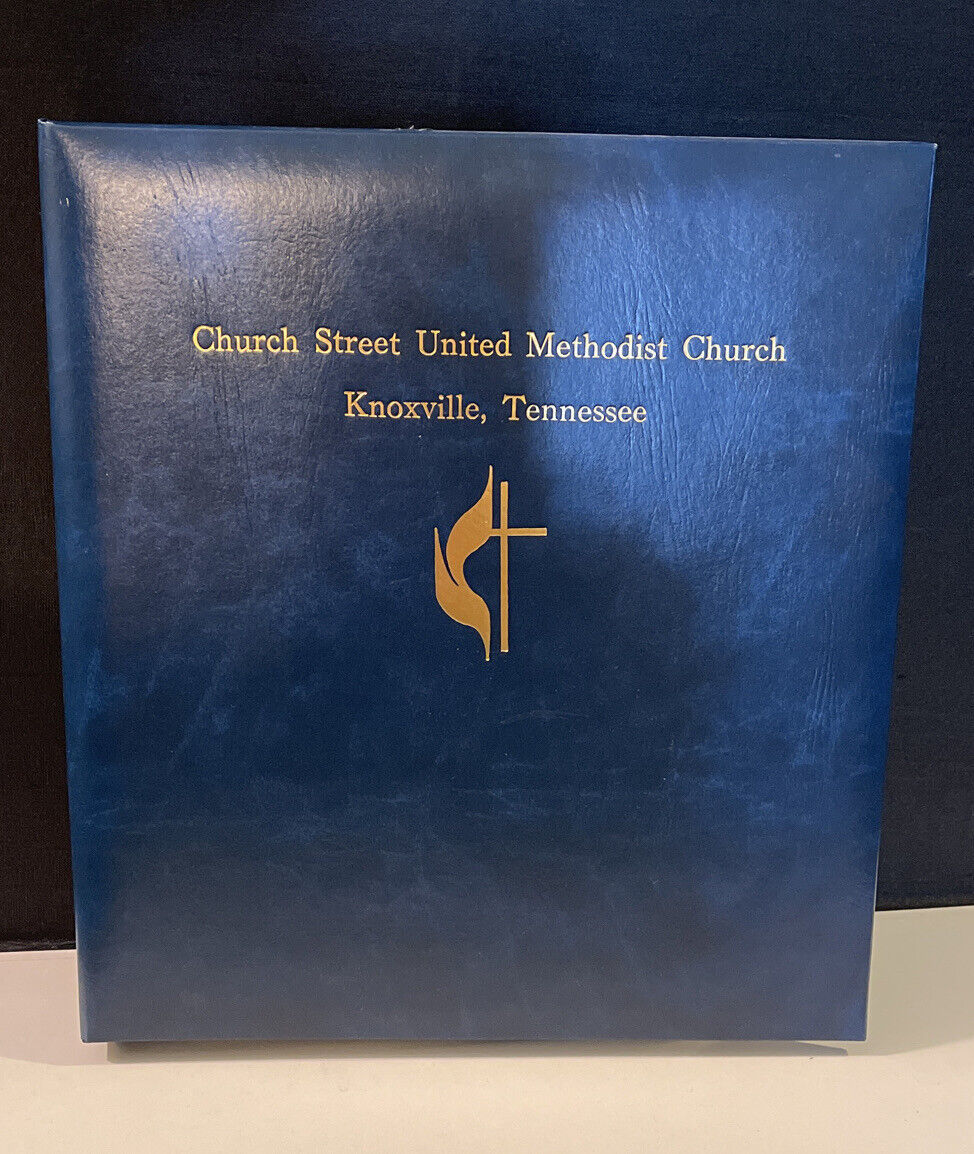 Church Street United Methodist Church
Knoxville, Tennessee